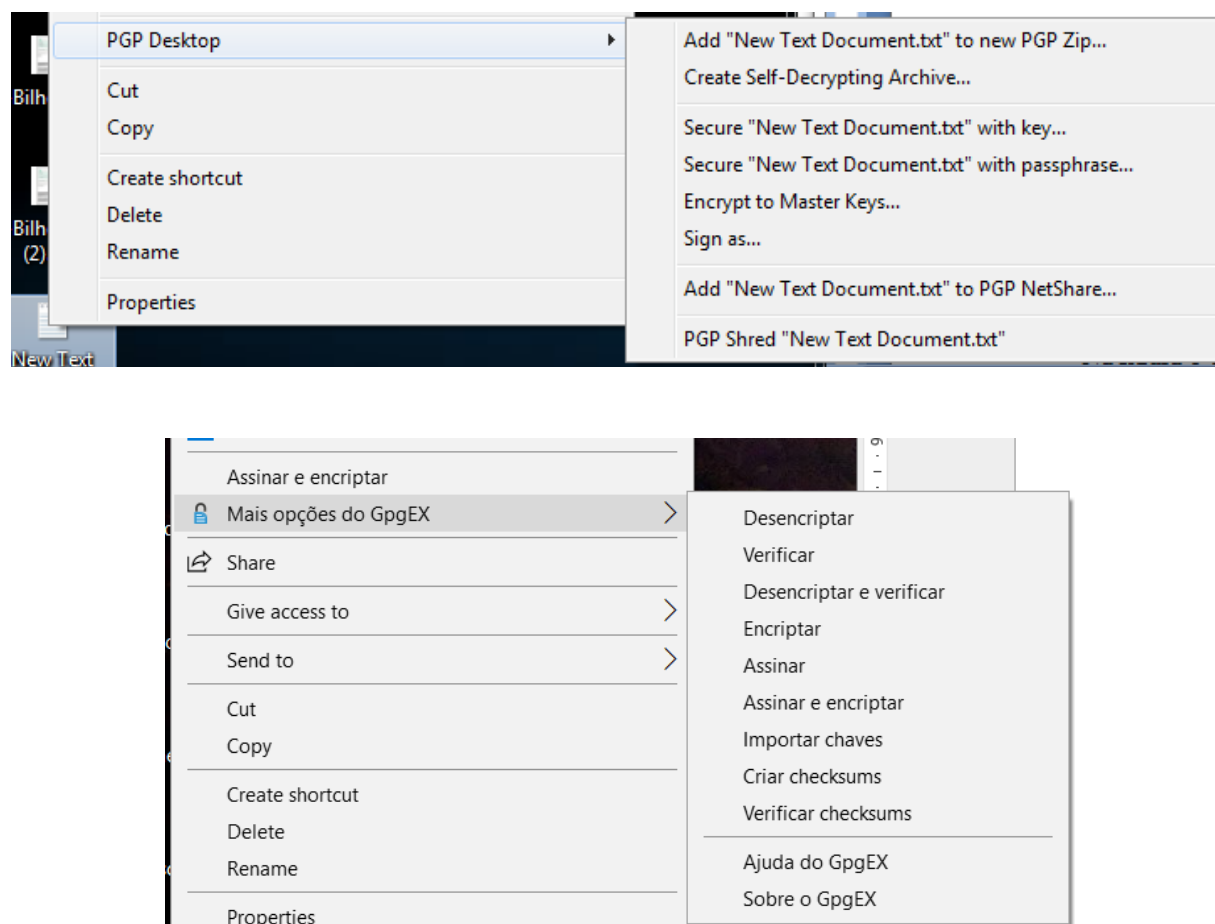 PGP Desktop
Cut
Copy
Create shortcut
Delete
Rename
Properties
Add "New Text Document.txt" to new PGP Zip...
Create Self-Decrypting Archive...
Secure "New Text Document.txt" with key...
Secure "New Text Document.txt" with passphrase...
Encrypt to Master Keys...
Sign as...
Add "New Text Document.txt" to PGP NetShare...
PGP Shred "New Text Document.txt"
Bilh
Bilh
(2)
New Text
Assinar e encriptar
Mais opções do GpgEX
Share
Give access to
Send to
Cut
Copy
Create shortcut
Delete
Rename
Properties
Desencriptar
Verificar
Desencriptar e verificar
Encriptar
Assinar
Assinar e encriptar
Importar chaves
Criar checksums
Verificar checksums
Ajuda do GpgEX
Sobre o GpgEX